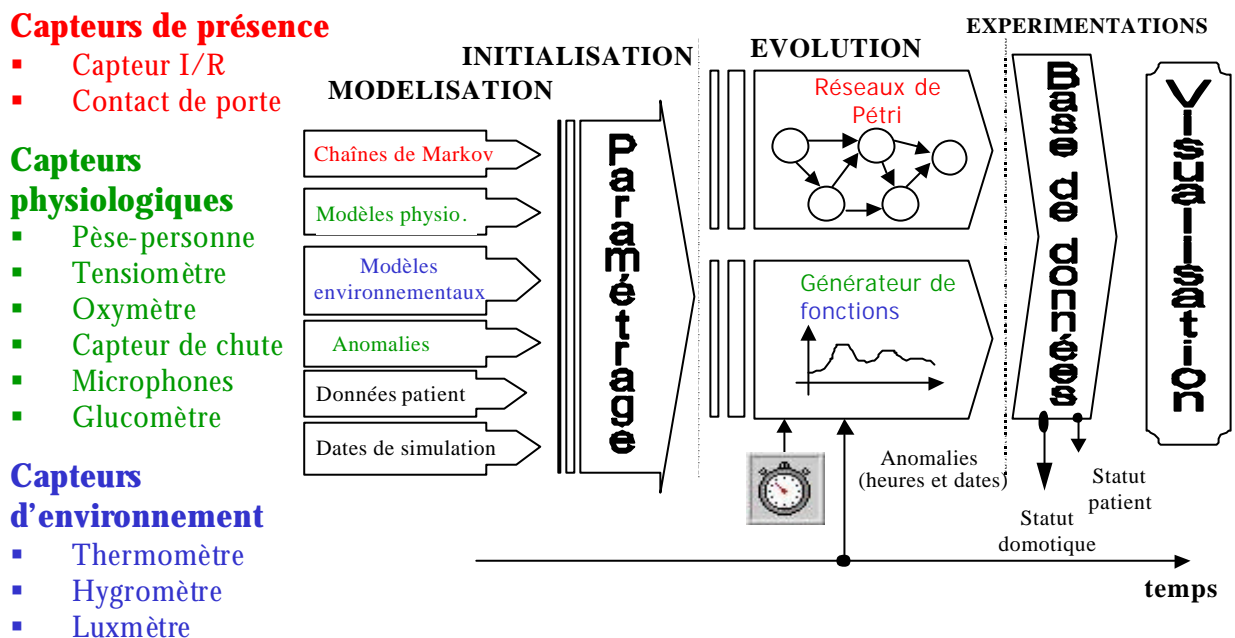 Capteurs de présence
▪ Capteur I/R
▪ Contact de porte
Capteurs
physiologiques
▪ Pèse-personne
▪ Tensiomètre
▪ Oxymètre
▪ Capteur de chute
▪ Microphones
▪ Glucomètre
Capteurs
d'environnement
▪ Thermomètre
▪ Hygromètre
▪ Luxmètre
MODELISATION
Chaînes de Markov
Modèles physio.
Modèles
environnementaux
Anomalies
Données patient
Dates de simulation
INITIALISATION
Paramétrage
EVOLUTION
Réseaux de
Pétri
Générateur de
fonctions
Anomalies
(heures et dates)
EXPERIMENTATIONS
Base de données
Visualisation
Statut
patient
Statut
domotique
temps